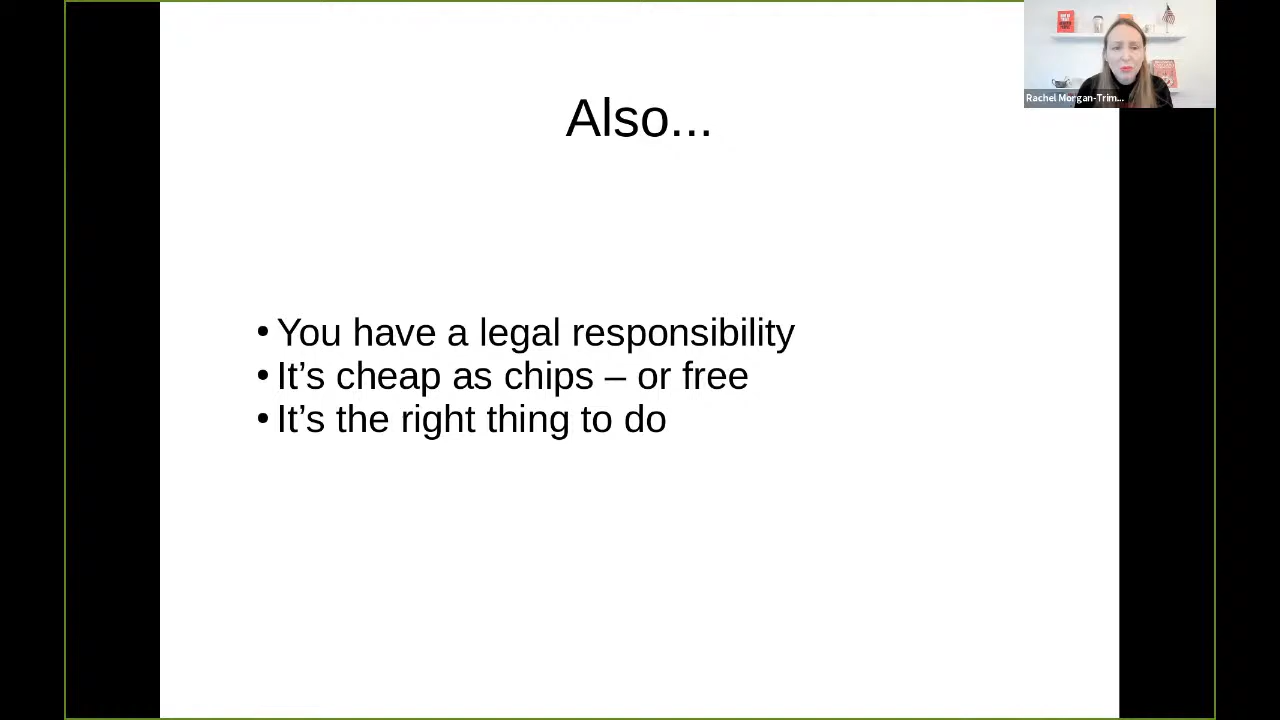 Also...
• You have a legal responsibility
• It’s cheap as chips – or free
• It’s the right thing to do
Rachel Morgan-Trim...